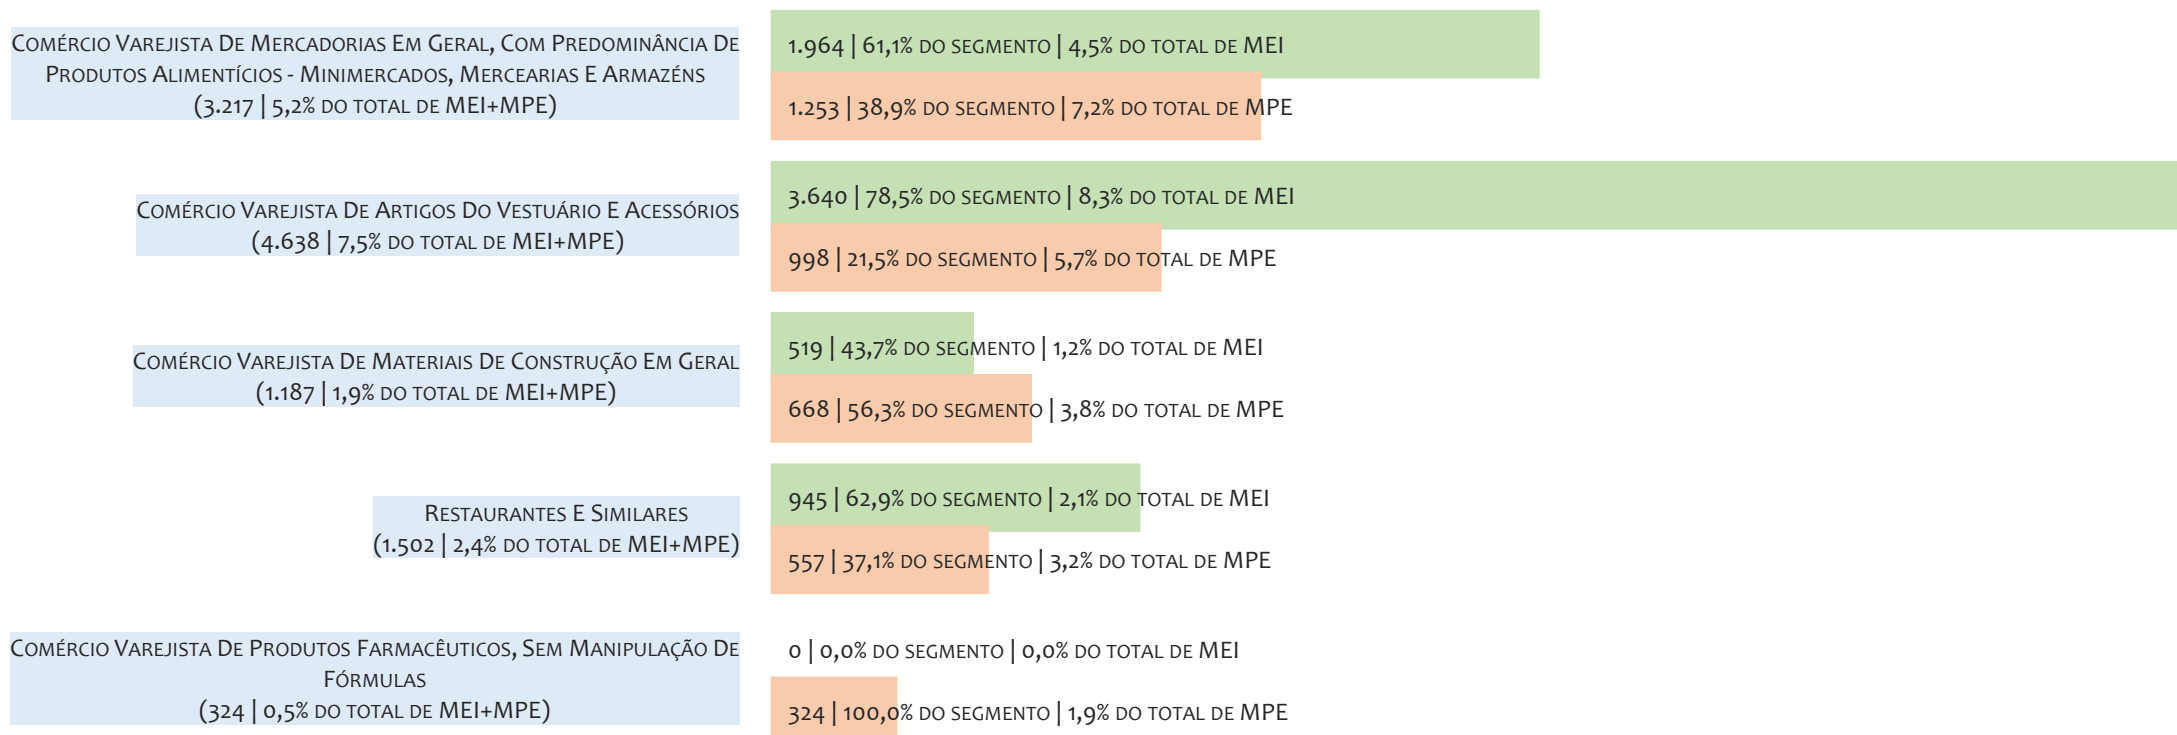 Comércio Varejista De Mercadorias Em Geral, Com Predominância De
Produtos Alimentícios - Minimercados, Mercearias E Armazéns
(3.217 | 5,2% do total de MEI+MPE)
1.964 | 61,1% do segmento | 4,5% do total de MEI
1.253 | 38,9% do segmento | 7,2% do total de MPE
Comércio Varejista De Artigos Do Vestuário E Acessórios
(4.638 | 7,5% do total de MEI+MPE)
3.640 | 78,5% do segmento | 8,3% do total de MEI
998 | 21,5% do segmento | 5,7% do total de MPE
Comércio Varejista De Materiais De Construção Em Geral
(1.187 | 1,9% do total de MEI+MPE)
519 | 43,7% do segmento | 1,2% do total de MEI
668 | 56,3% do segmento | 3,8% do total de MPE
Restaurantes E Similares
(1.502 | 2,4% do total de MEI+MPE)
945 | 62,9% do segmento | 2,1% do total de MEI
557 | 37,1% do segmento | 3,2% do total de MPE
Comércio Varejista De Produtos Farmacêuticos, Sem Manipulação De
Fórmulas
(324 | 0,5% do total de MEI+MPE)
0 | 0,0% do segmento | 0,0% do total de MEI
324 | 100,0% do segmento | 1,9% do total de MPE